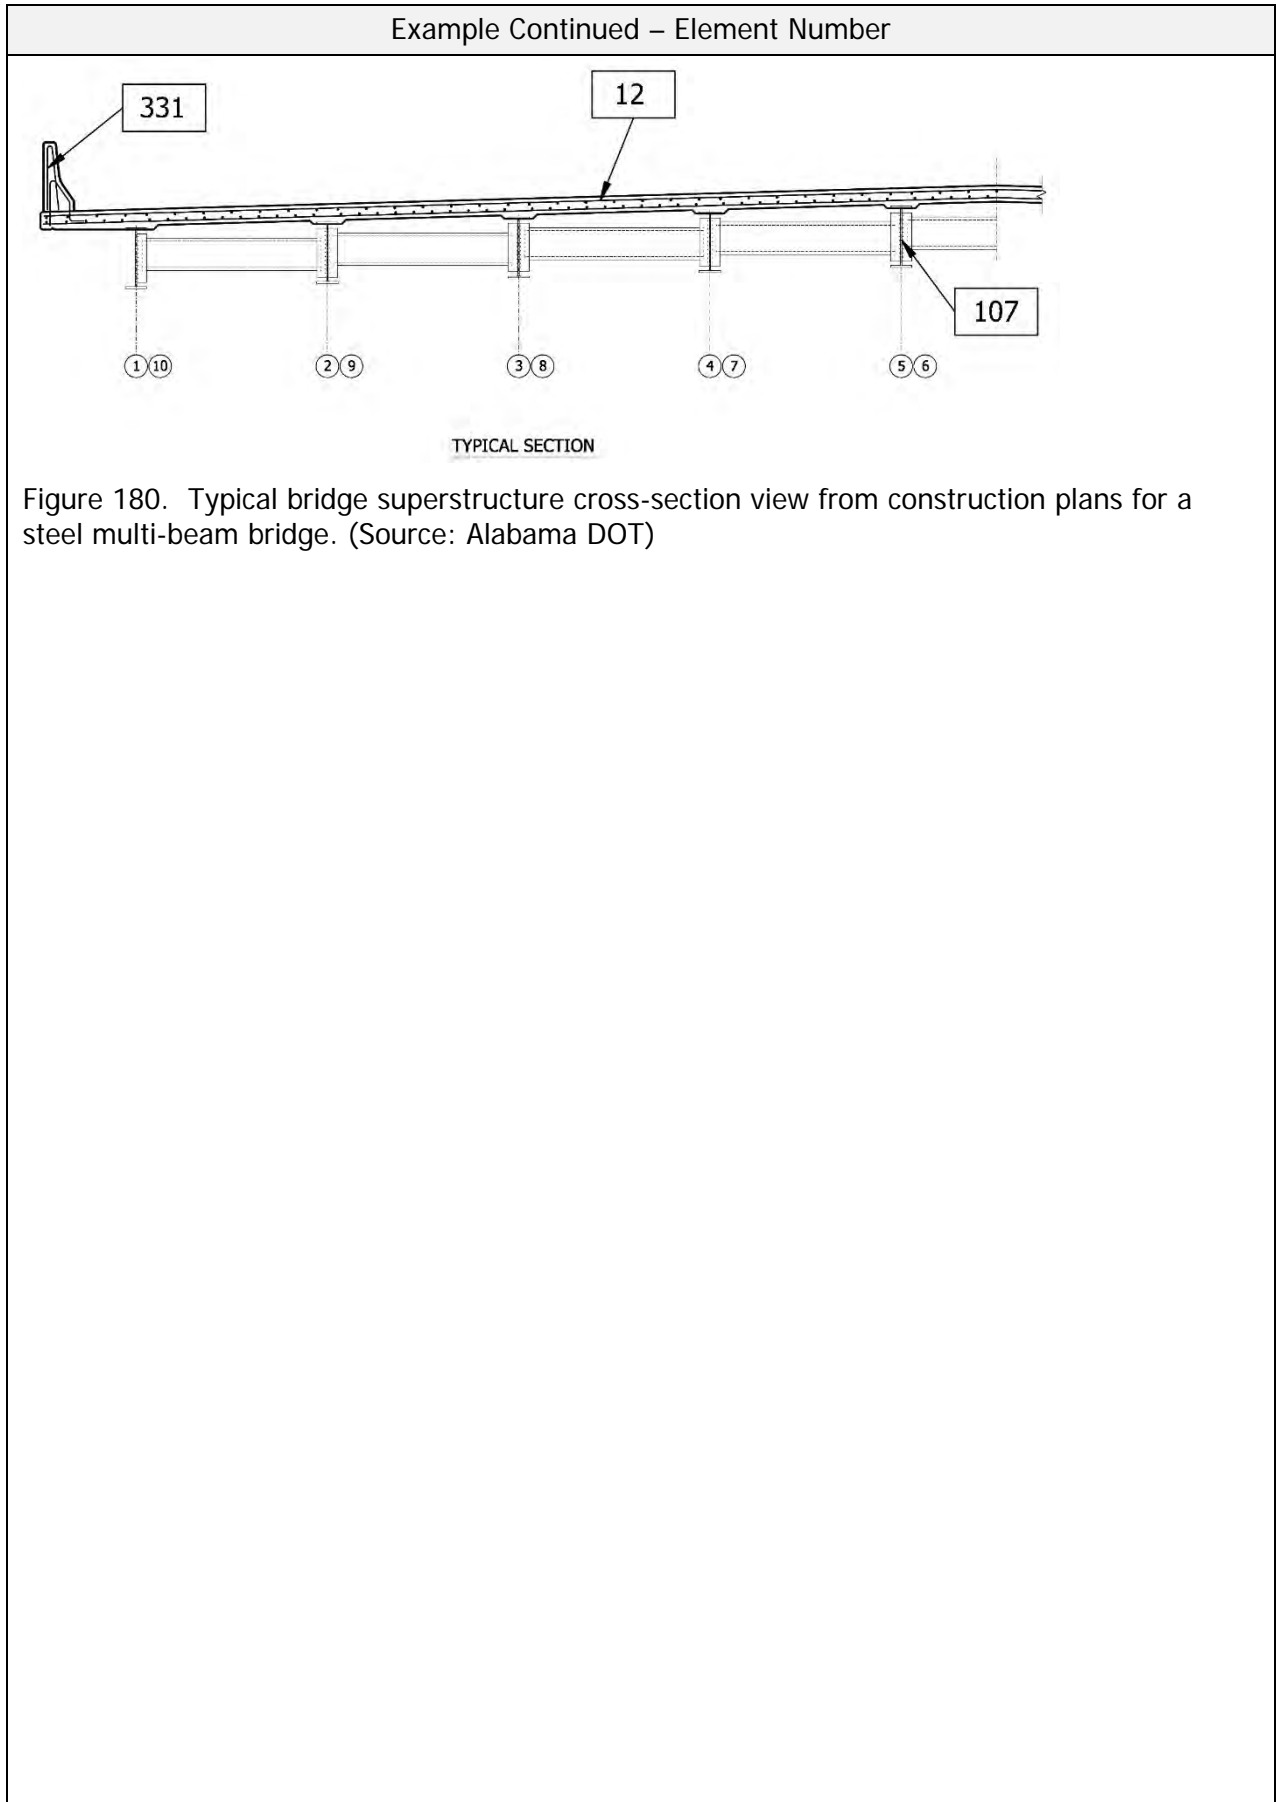 Example Continued – Element Number
331
12
107
1 10 2 9 3 8 4 7 5 6
TYPICAL SECTION
Figure 180.  Typical bridge superstructure cross-section view from construction plans for a
steel multi-beam bridge. (Source: Alabama DOT)